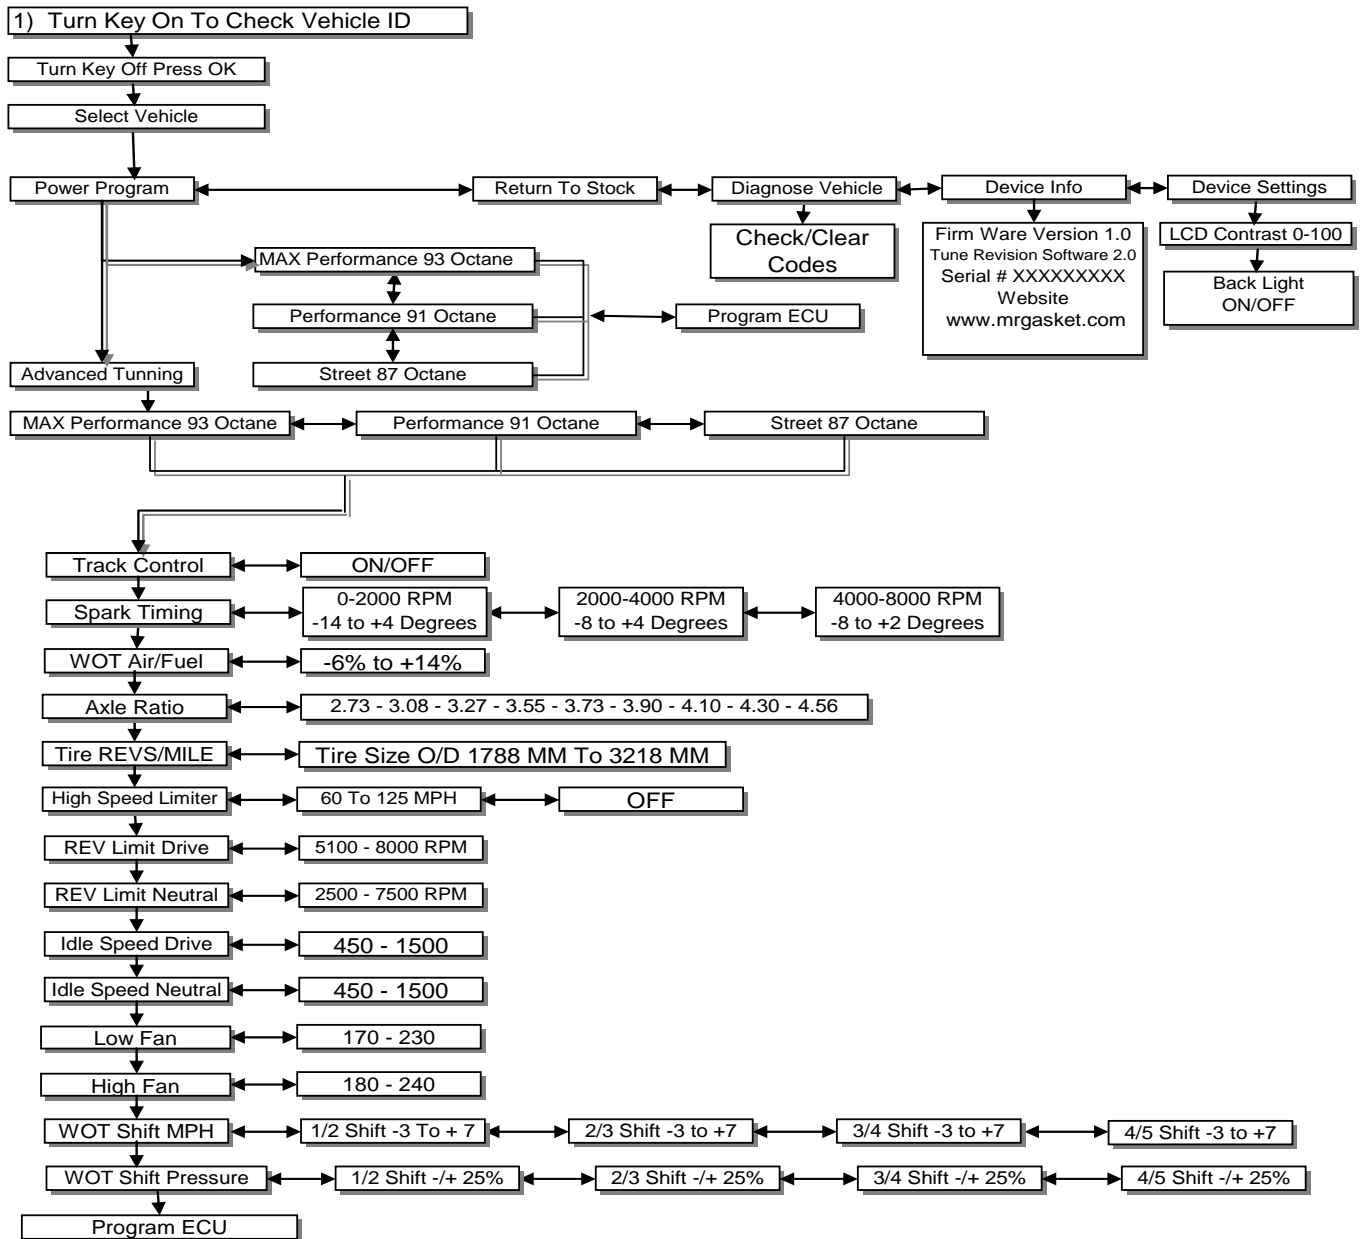 1) Turn Key On To Check Vehicle ID
Turn Key Off Press OK
Select Vehicle
Power Program
Return To Stock
Diagnose Vehicle
Device Info
Device Settings
Check/Clear
Codes
Firm Ware Version 1.0
Tune Revision Software 2.0
Serial # XXXXXXXXX
Website
www.mrgasket.com
LCD Contrast 0-100
Back Light
ON/OFF
MAX Performance 93 Octane
Performance 91 Octane
Program ECU
Street 87 Octane
Advanced Tunning
MAX Performance 93 Octane
Performance 91 Octane
Street 87 Octane
Track Control
ON/OFF
Spark Timing
0-2000 RPM
-14 to +4 Degrees
2000-4000 RPM
-8 to +4 Degrees
4000-8000 RPM
-8 to +2 Degrees
WOT Air/Fuel
-6% to +14%
Axle Ratio
2.73 - 3.08 - 3.27 - 3.55 - 3.73 - 3.90 - 4.10 - 4.30 - 4.56
Tire REVS/MILE
Tire Size O/D 1788 MM To 3218 MM
High Speed Limiter
60 To 125 MPH
OFF
REV Limit Drive
5100 - 8000 RPM
REV Limit Neutral
2500 - 7500 RPM
Idle Speed Drive
450 - 1500
Idle Speed Neutral
450 - 1500
Low Fan
170 - 230
High Fan
180 - 240
WOT Shift MPH
1/2 Shift -3 To + 7
2/3 Shift -3 to +7
3/4 Shift -3 to +7
4/5 Shift -3 to +7
WOT Shift Pressure
1/2 Shift -/+ 25%
2/3 Shift -/+ 25%
3/4 Shift -/+ 25%
4/5 Shift -/+ 25%
Program ECU